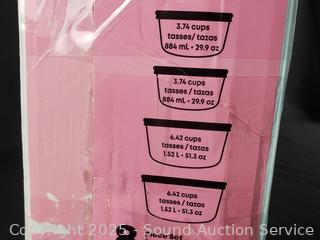 3.74 cups
tasses/ tazas
884 mL • 29.9 oz
3.74 cups
tasses/ tazas
884 mL • 29.9 oz
6.42 cups
tasses / tazas
1.52 L • 51.3 oz
6.42 cups
tasses / tazas
1.52 L • 51.3 oz
Piece Set
Copyright 2025 - Sound Auction Service